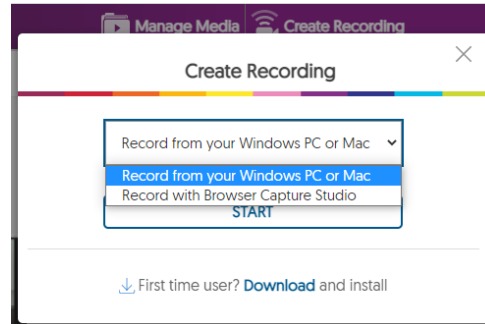 Manage Media Create Recording
Create Recording
Record from your Windows PC or Mac
Record from your Windows PC or Mac
Record with Browser Capture Studio
START
First time user? Download and install